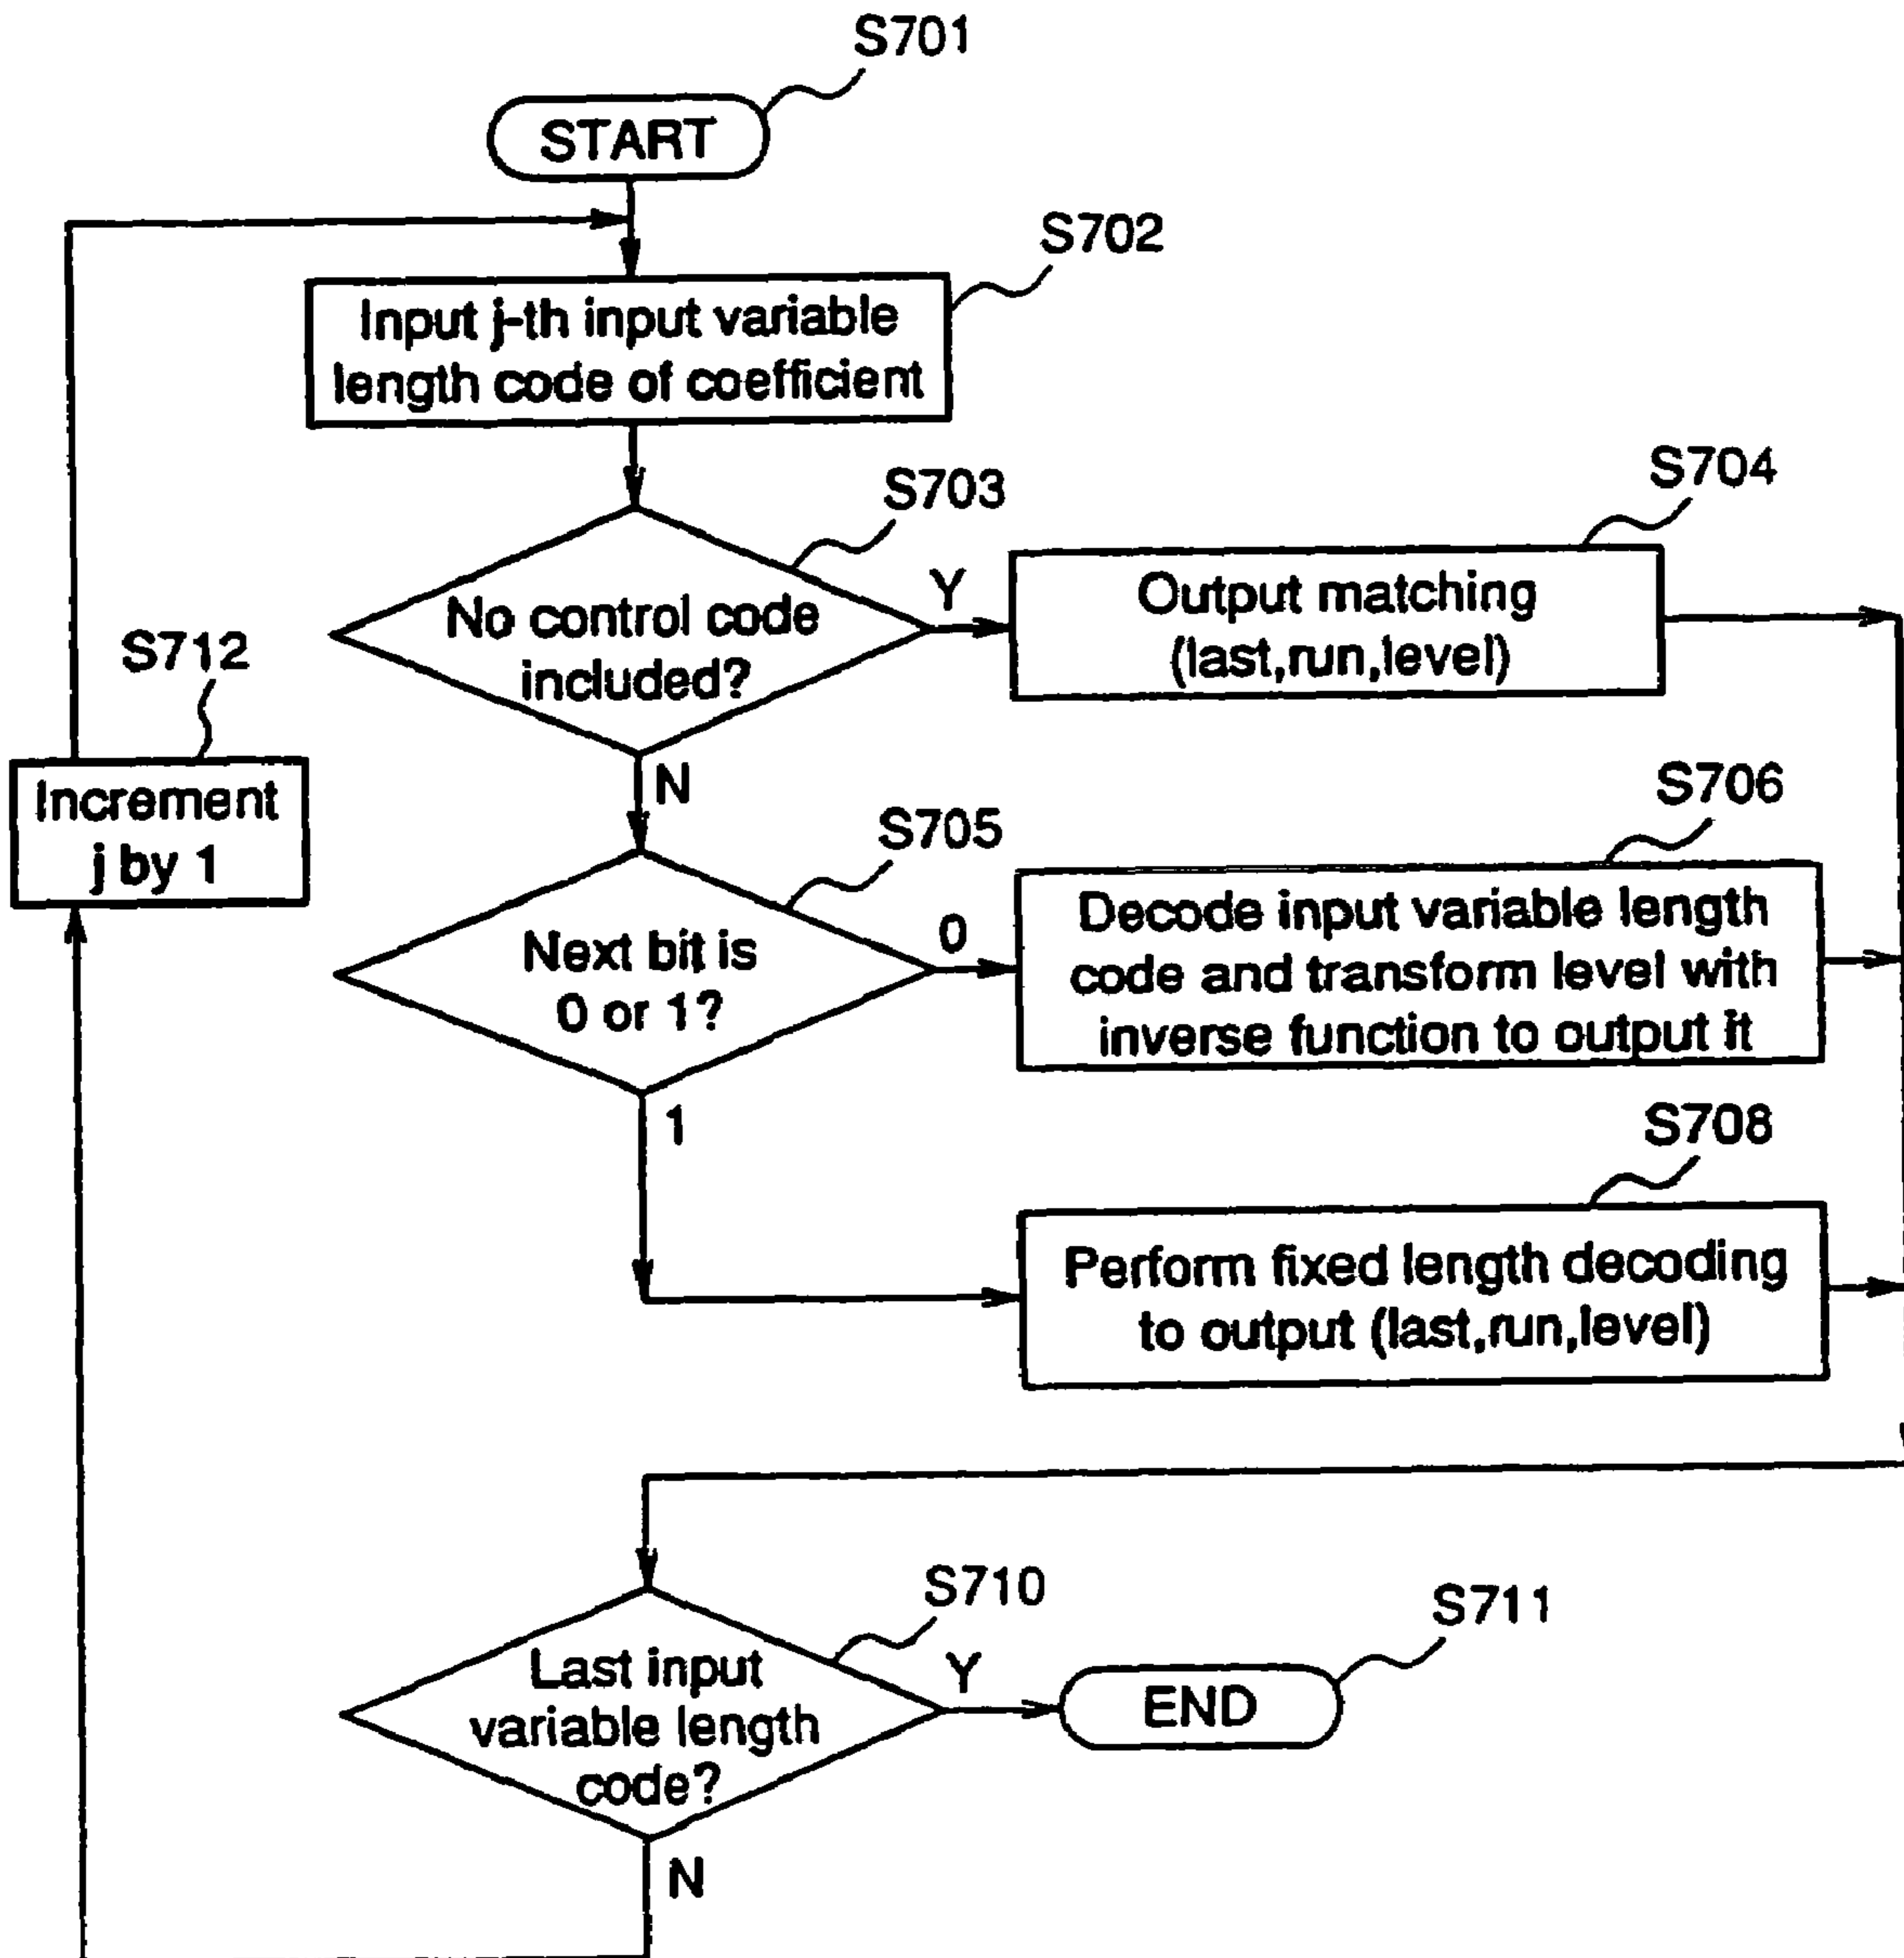 S701
START
S702
Input j-th input variable
length code of coefficient
S703
No control code
included?
Y
N
S704
Output matching
(last,run,level)
S712
Increment
j by 1
S705
Next bit is
0 or 1?
0
1
S706
Decode input variable length
code and transform level with
inverse function to output it
S708
Perform fixed length decoding
to output (last,run,level)
S710
Last input
variable length
code?
Y
N
S711
END